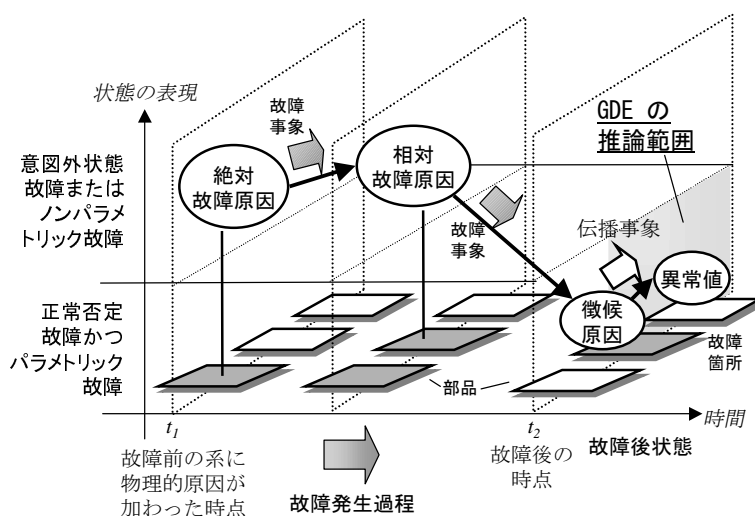 状態の表現
故障
事象
GDE の
推論範囲
意図外状態
故障または
ノンパラメ
トリック故障
絶対
故障原因
相対
故障原因
故障
事象
伝播事象
異常値
徴候
原因
正常否定
故障かつ
パラメトリック
故障
故障
箇所
部品
時間
t1
t2
故障前の系に
物理的原因が
加わった時点
故障発生過程
故障後の
時点
故障後状態